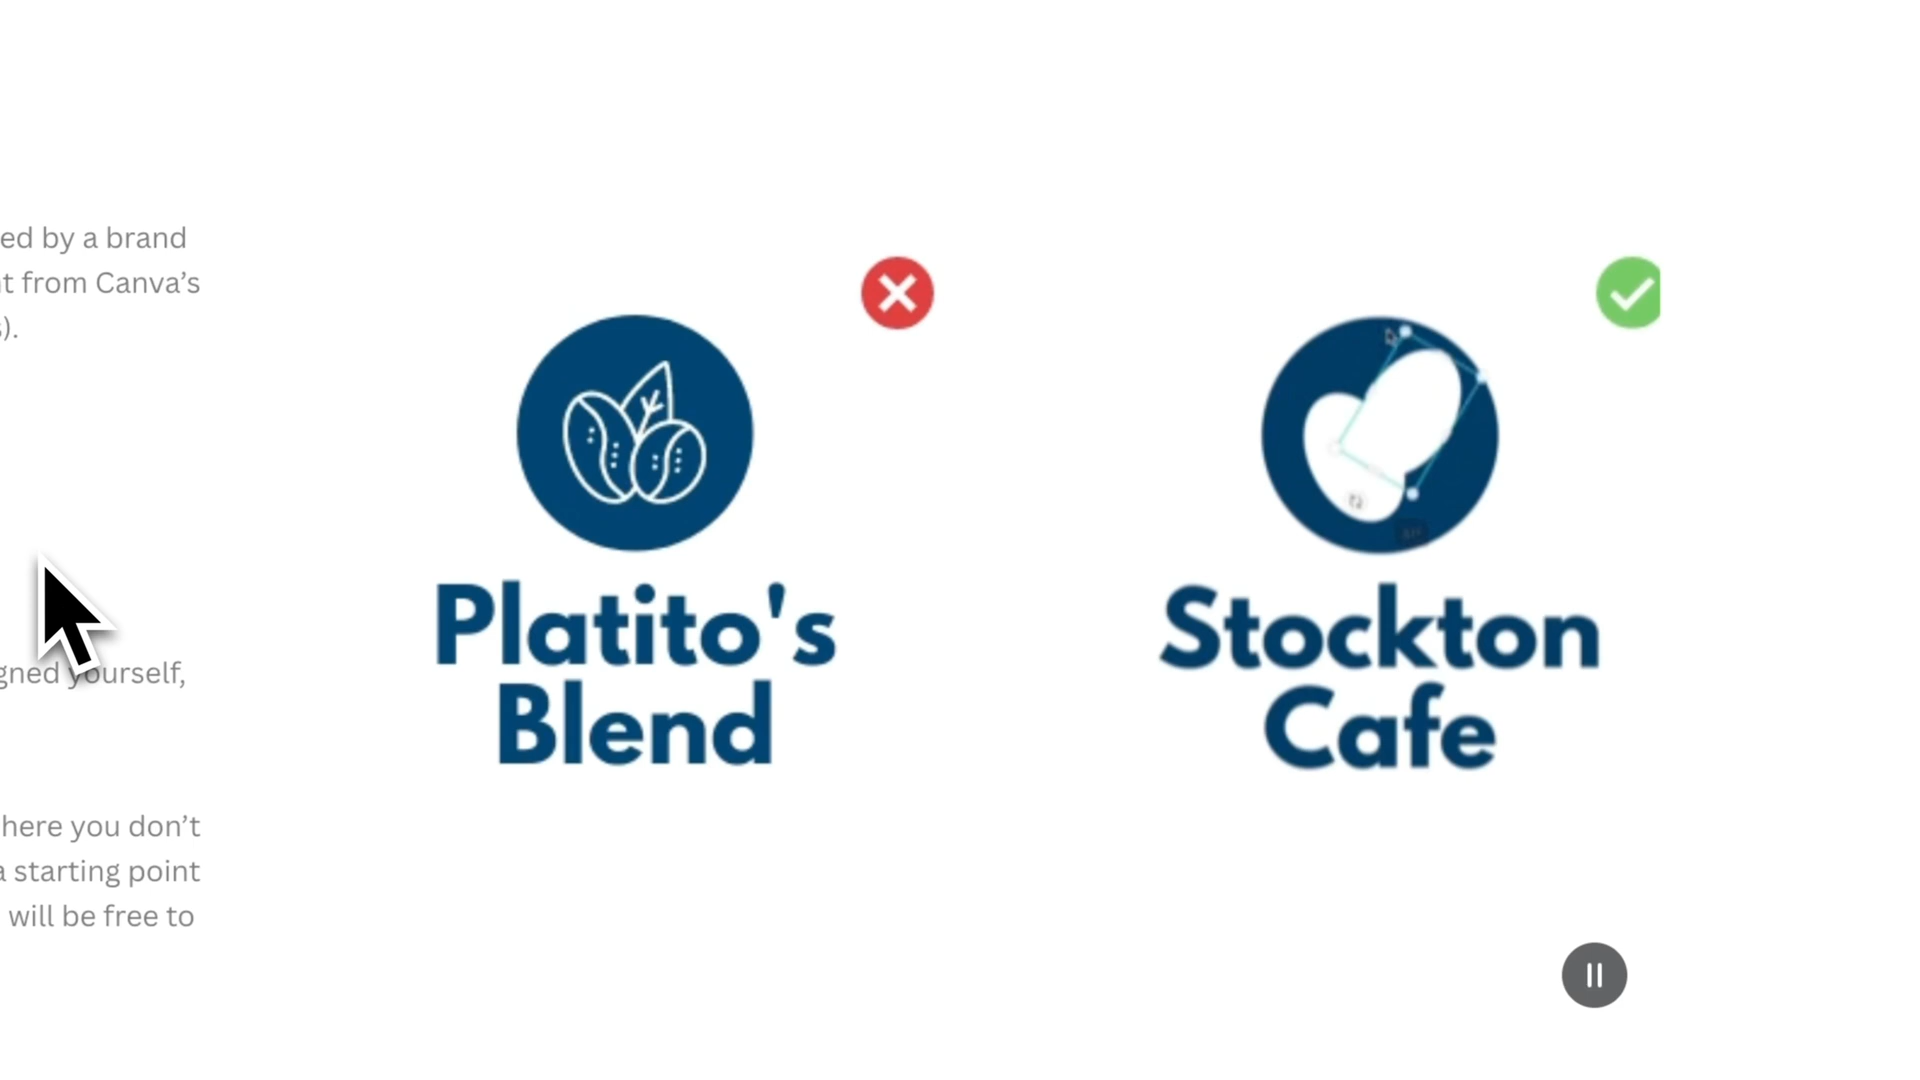 ed by a brand
t from Canva’s
s).
gned yourself,
here you don’t
a starting point
will be free to
Platito's
Blend
Stockton
Cafe